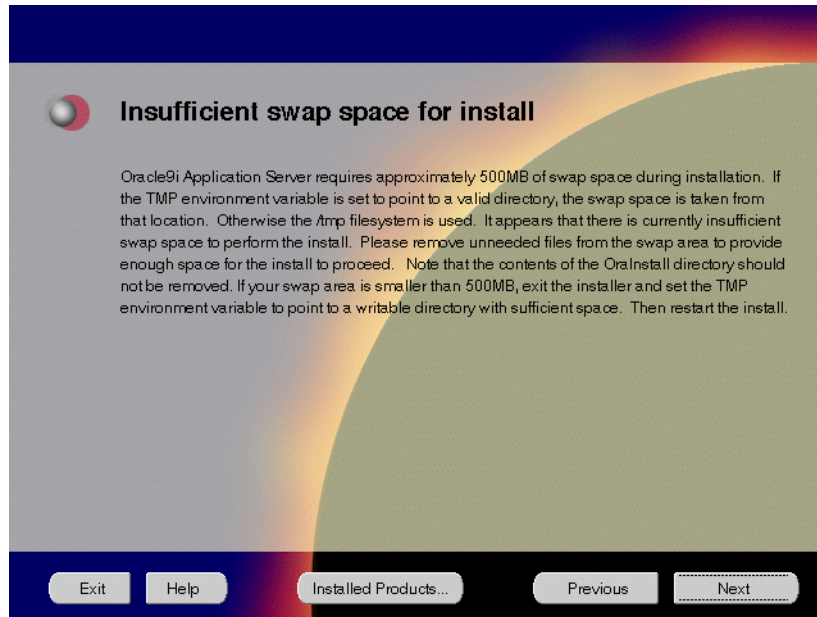 Insufficient swap space for install
Oracle9i Application Server requires approximately 500MB of swap space during installation. If
the TMP environment variable is set to point to a valid directory, the swap space is taken from
that location. Otherwise the /tmp filesystem is used. It appears that there is currently insufficient
swap space to perform the install. Please remove unneeded files from the swap area to provide
enough space for the install to proceed. Note that the contents of the OraInstall directory should
not be removed. If your swap area is smaller than 500MB, exit the installer and set the TMP
environment variable to point to a writable directory with sufficient space. Then restart the install.
Exit Help Installed Products... Previous Next